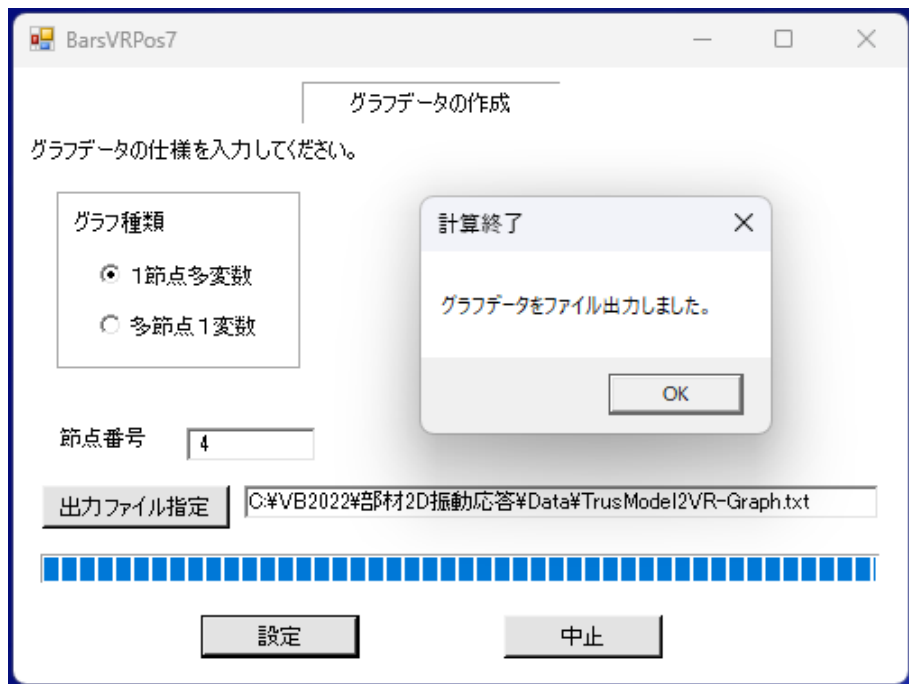 BarsVRPos7
グラフデータの作成
グラフデータの仕様を入力してください。
グラフ種類
1節点多変数
多節点1変数
計算終了
グラフデータをファイル出力しました。
OK
節点番号
4
出力ファイル指定
C:¥VB2022¥部材2D振動応答¥Data¥TrusModel2VR-Graph.txt
設定
中止